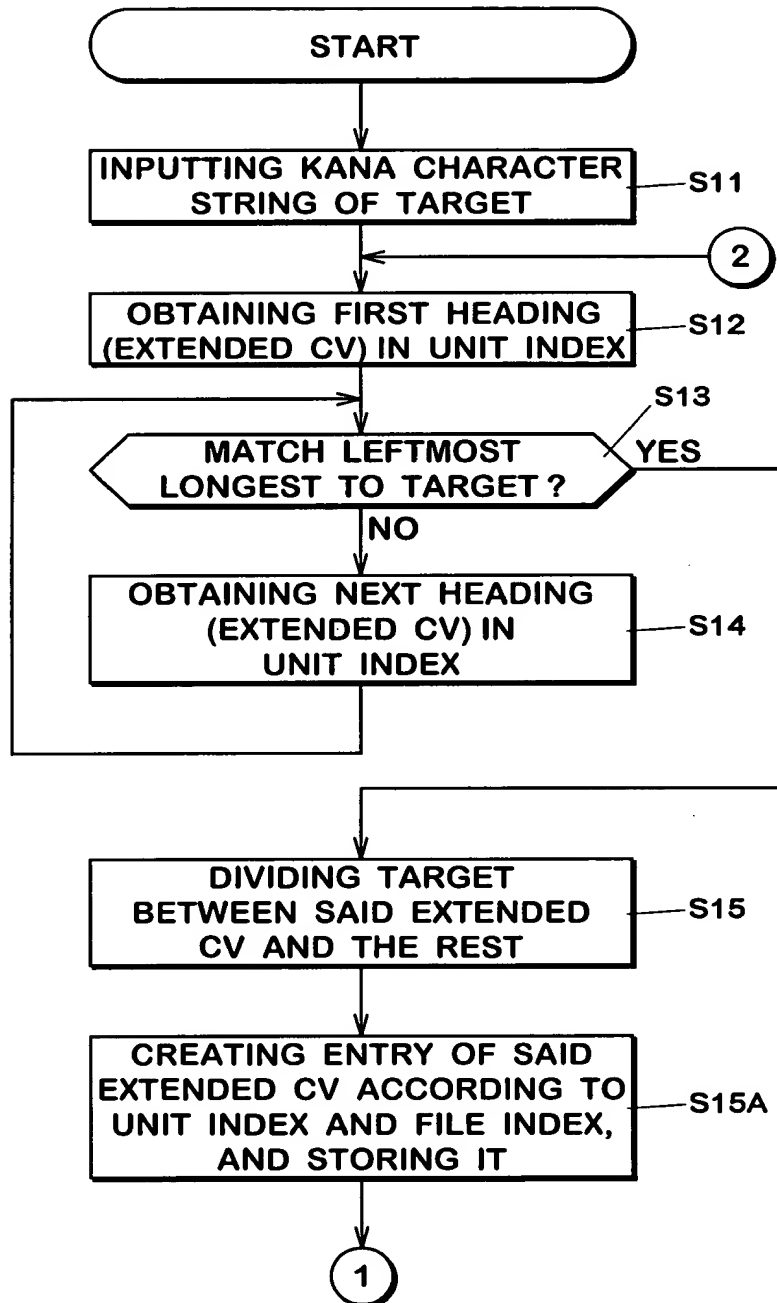 START
INPUTTING KANA CHARACTER
STRING OF TARGET
S11
2
OBTAINING FIRST HEADING
(EXTENDED CV) IN UNIT INDEX
S12
S13
MATCH LEFTMOST
LONGEST TO TARGET ?
YES
NO
OBTAINING NEXT HEADING
(EXTENDED CV) IN
UNIT INDEX
S14
DIVIDING TARGET
BETWEEN SAID EXTENDED
CV AND THE REST
S15
CREATING ENTRY OF SAID
EXTENDED CV ACCORDING TO
UNIT INDEX AND FILE INDEX,
AND STORING IT
S15A
1